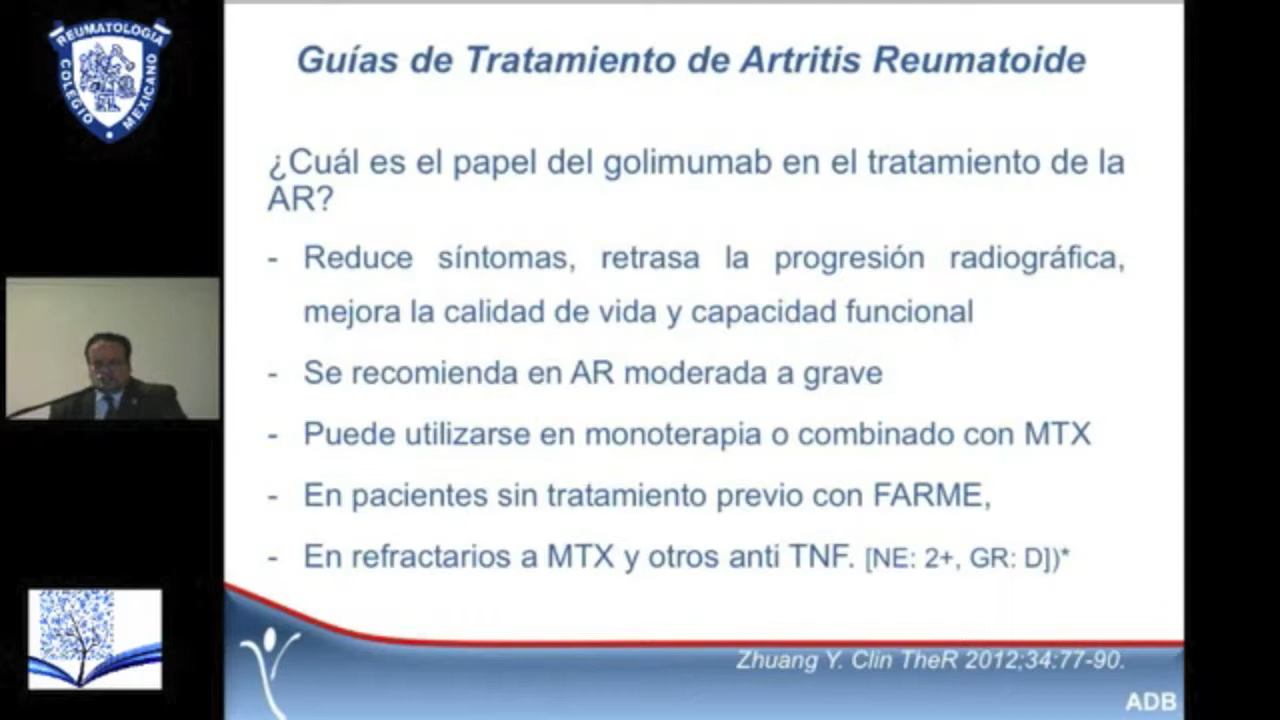 REUMATOLOGIA
COLEGIO
MEXICANO
Guías de Tratamiento de Artritis Reumatoide
¿Cuál es el papel del golimumab en el tratamiento de la
AR?
- Reduce síntomas, retrasa la progresión radiográfica,
mejora la calidad de vida y capacidad funcional
- Se recomienda en AR moderada a grave
- Puede utilizarse en monoterapia o combinado con MTX
- En pacientes sin tratamiento previo con FARME,
- En refractarios a MTX y otros anti TNF. [NE: 2+, GR: D])*
Zhuang Y. Clin TheR 2012;34:77-90.
ADB